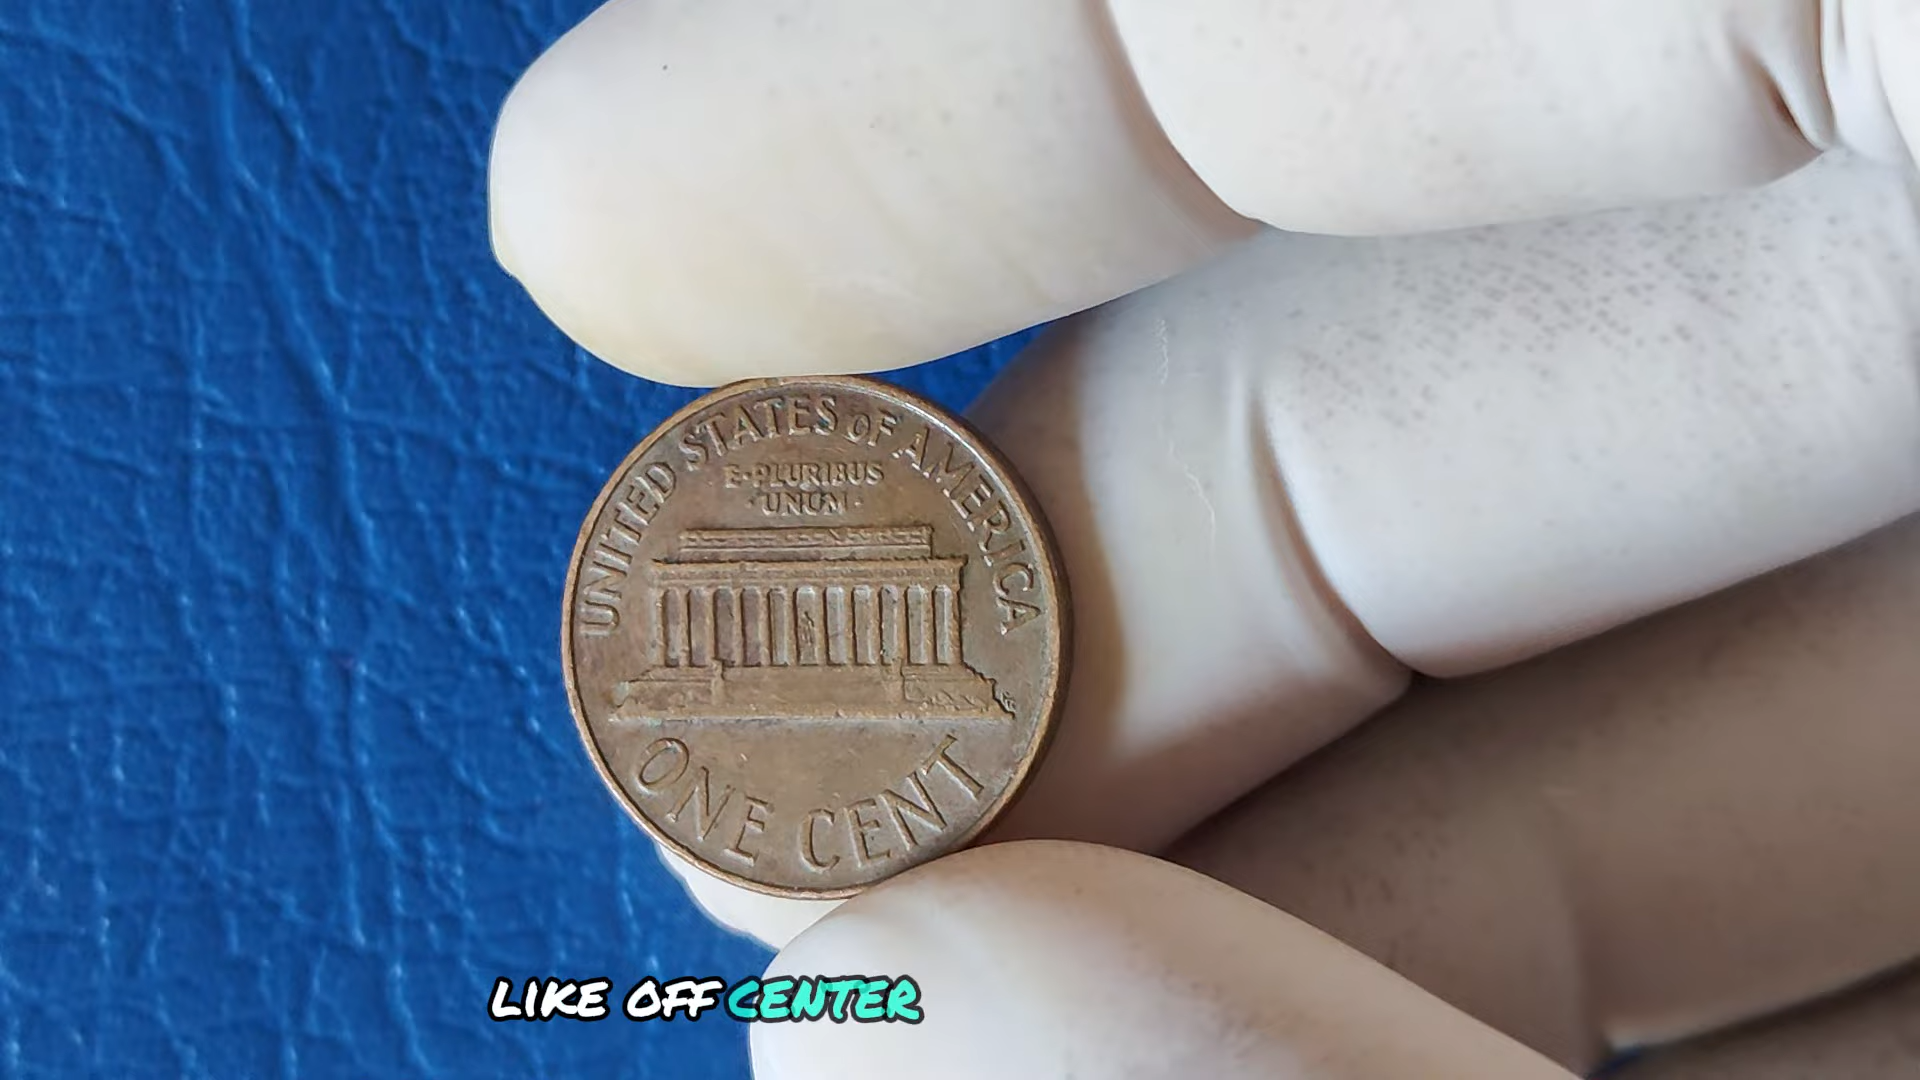 UNITED STATES OF AMERICA
E·PLURIBUS
·UNUM·
ONE CENT
LIKE OFF CENTER